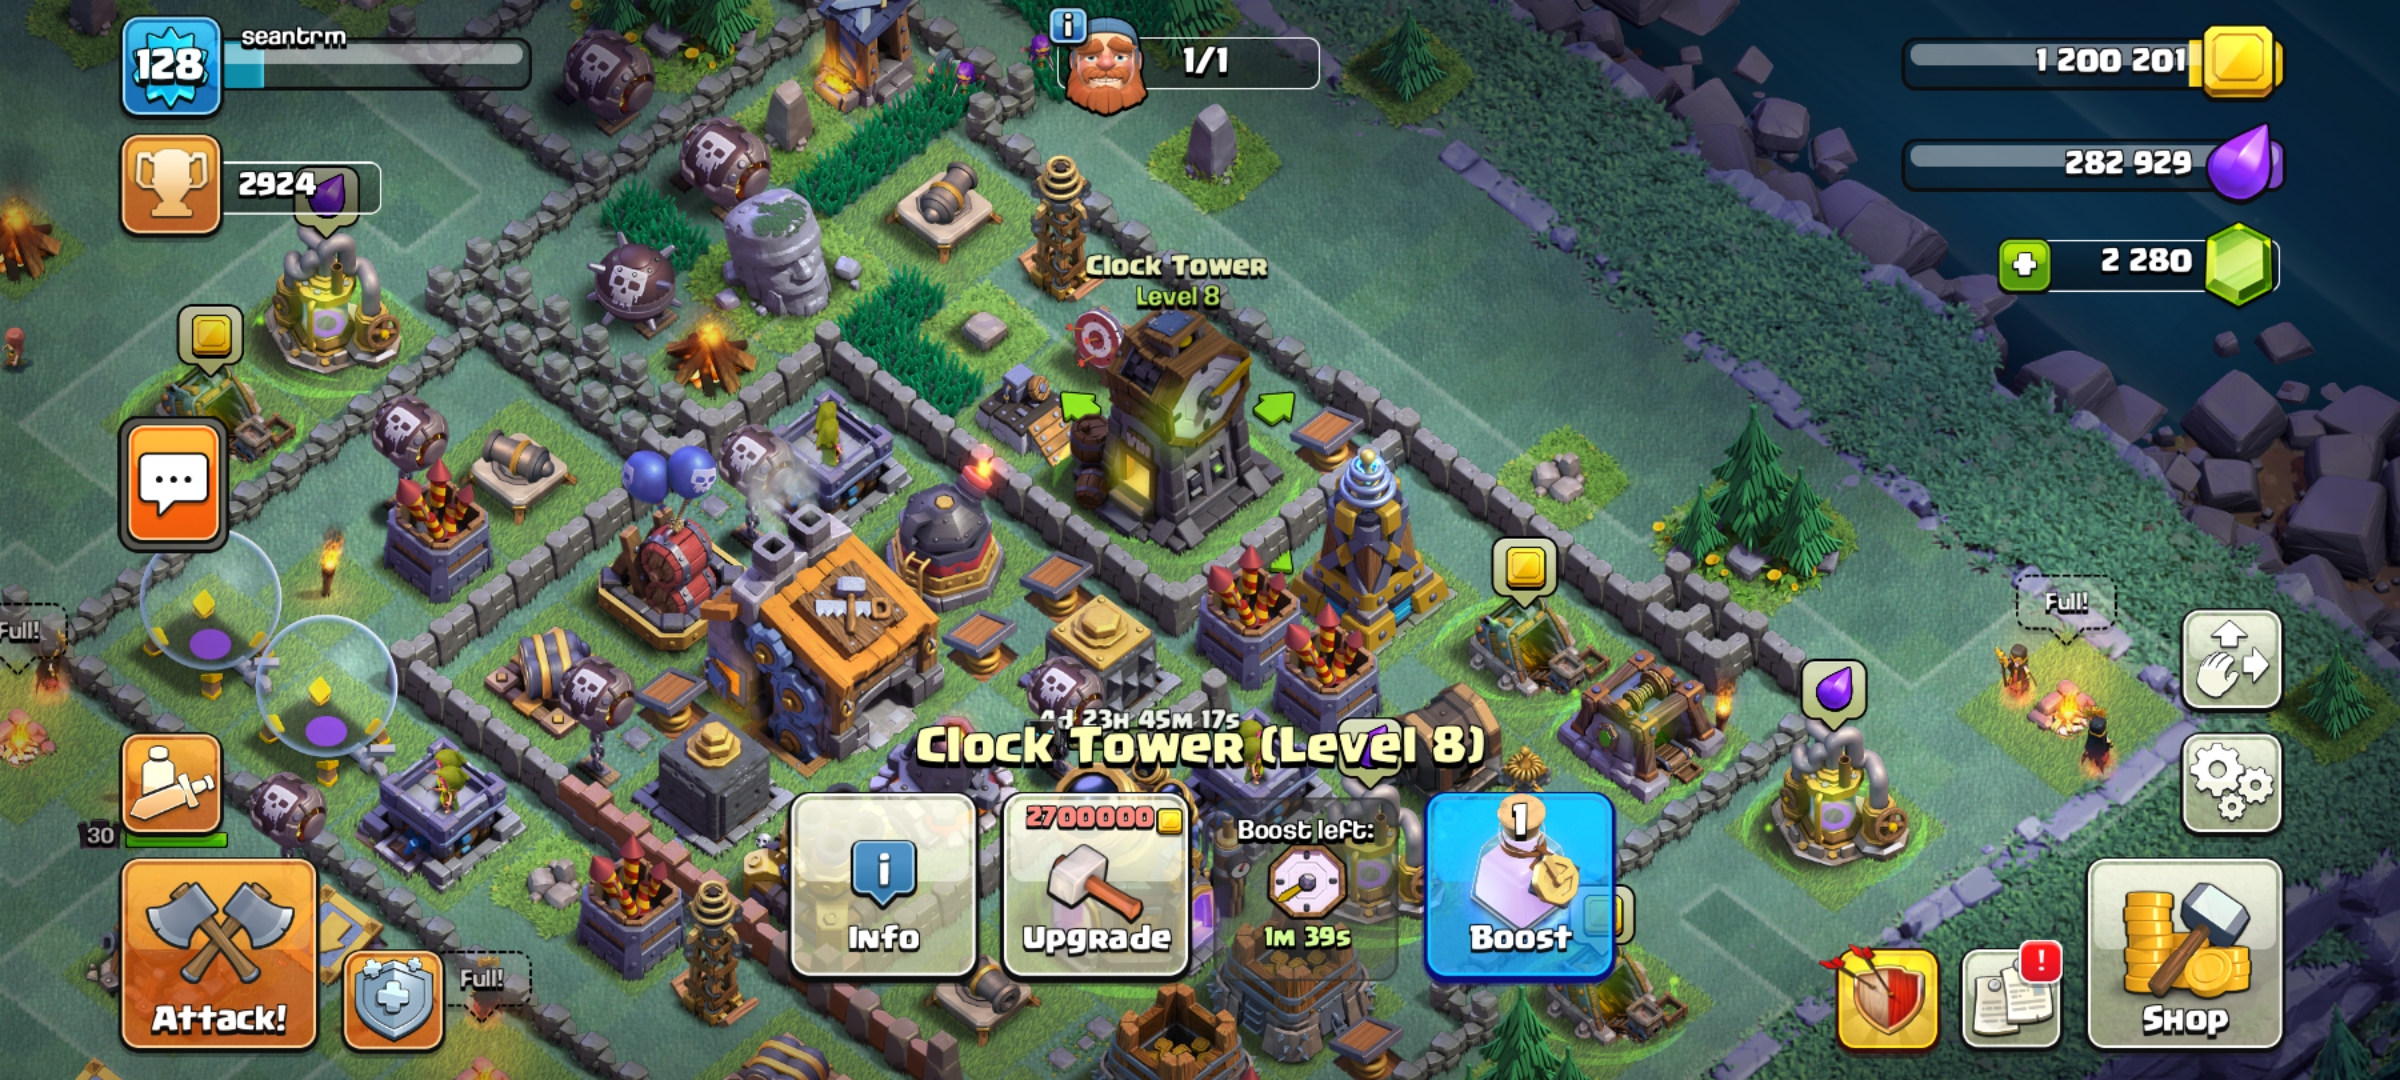 128
seantrm
1/1
1 200 201
2924
282 929
2 280
Clock Tower
Level 8
Full!
Full!
4d 23H 45M 17s
Clock Tower (Level 8)
2700000
Boost left:
1
30
Info
Upgrade
1M 39s
Boost
Full!
!
Attack!
Shop